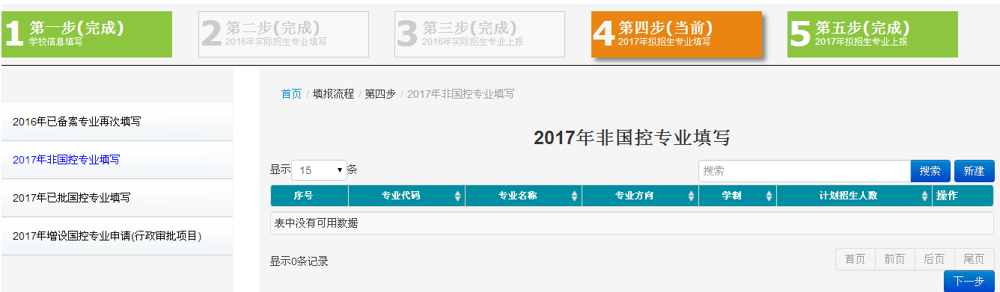 1 第一步(完成)
学校信息填写
2 第二步(完成)
2016年实际招生专业填写
3 第三步(完成)
2016年实际招生专业上报
4 第四步(当前)
2017年拟招生专业填写
5 第五步(完成)
2017年拟招生专业上报
2016年已备案专业再次填写
2017年非国控专业填写
2017年已批国控专业填写
2017年增设国控专业申请(行政审批项目)
首页 / 填报流程 / 第四步 / 2017年非国控专业填写
2017年非国控专业填写
显示 15 条 搜索 搜索 新建
序号 专业代码 专业名称 专业方向 学制 计划招生人数 操作
表中没有可用数据
显示0条记录 首页 前页 后页 尾页
下一步